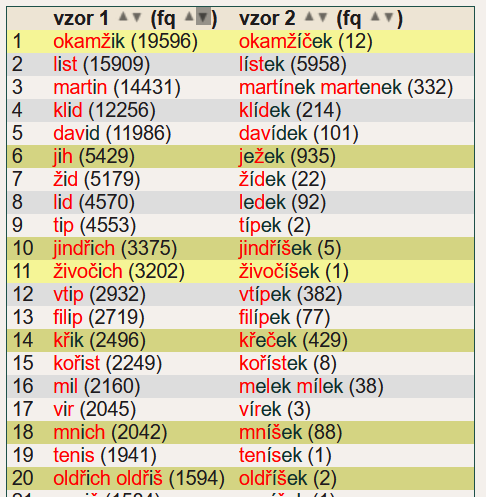 vzor 1 ▲▼ (fq ▲▼) vzor 2 ▲▼ (fq ▲▼)
1 okamžik (19596) okamžíček (12)
2 list (15909) lístek (5958)
3 martin (14431) martínek martenek (332)
4 klid (12256) klídek (214)
5 david (11986) davídek (101)
6 jih (5429) ježek (935)
7 žid (5179) žídek (22)
8 lid (4570) ledek (92)
9 tip (4553) típek (2)
10 jindřich (3375) jindříšek (5)
11 živočich (3202) živočíšek (1)
12 vtip (2932) vtípek (382)
13 filip (2719) filípek (77)
14 křik (2496) křeček (429)
15 kořist (2249) kořístek (8)
16 mil (2160) melek mílek (38)
17 vir (2045) vírek (3)
18 mnich (2042) mníšek (88)
19 tenis (1941) tenísek (1)
20 oldřich oldřiš (1594) oldříšek (2)